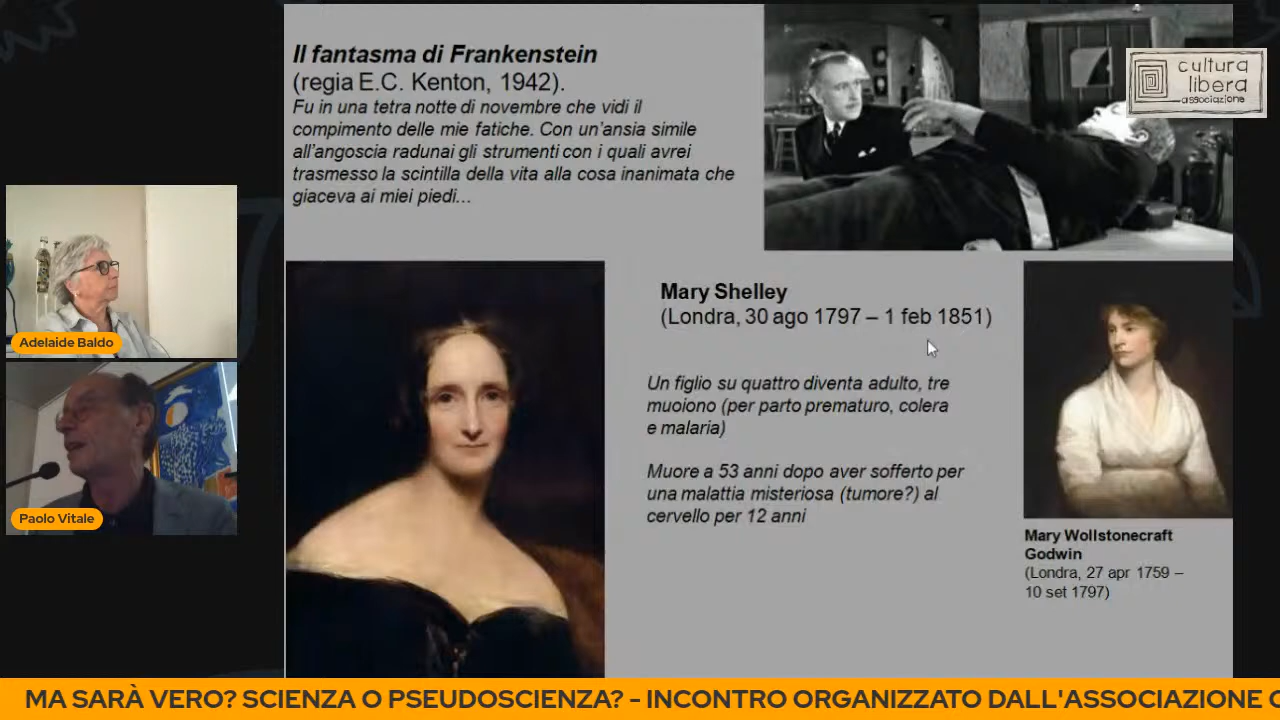 Il fantasma di Frankenstein
(regia E.C. Kenton, 1942).
Fu in una tetra notte di novembre che vidi il
compimento delle mie fatiche. Con un'ansia simile
all'angoscia radunai gli strumenti con i quali avrei
trasmesso la scintilla della vita alla cosa inanimata che
giaceva ai miei piedi...
cultura
libera
associazione
Adelaide Baldo
Paolo Vitale
Mary Shelley
(Londra, 30 ago 1797 – 1 feb 1851)
Un figlio su quattro diventa adulto, tre
muoiono (per parto prematuro, colera
e malaria)
Muore a 53 anni dopo aver sofferto per
una malattia misteriosa (tumore?) al
cervello per 12 anni
Mary Wollstonecraft
Godwin
(Londra, 27 apr 1759 –
10 set 1797)
MA SARÀ VERO? SCIENZA O PSEUDOSCIENZA? - INCONTRO ORGANIZZATO DALL'ASSOCIAZIONE